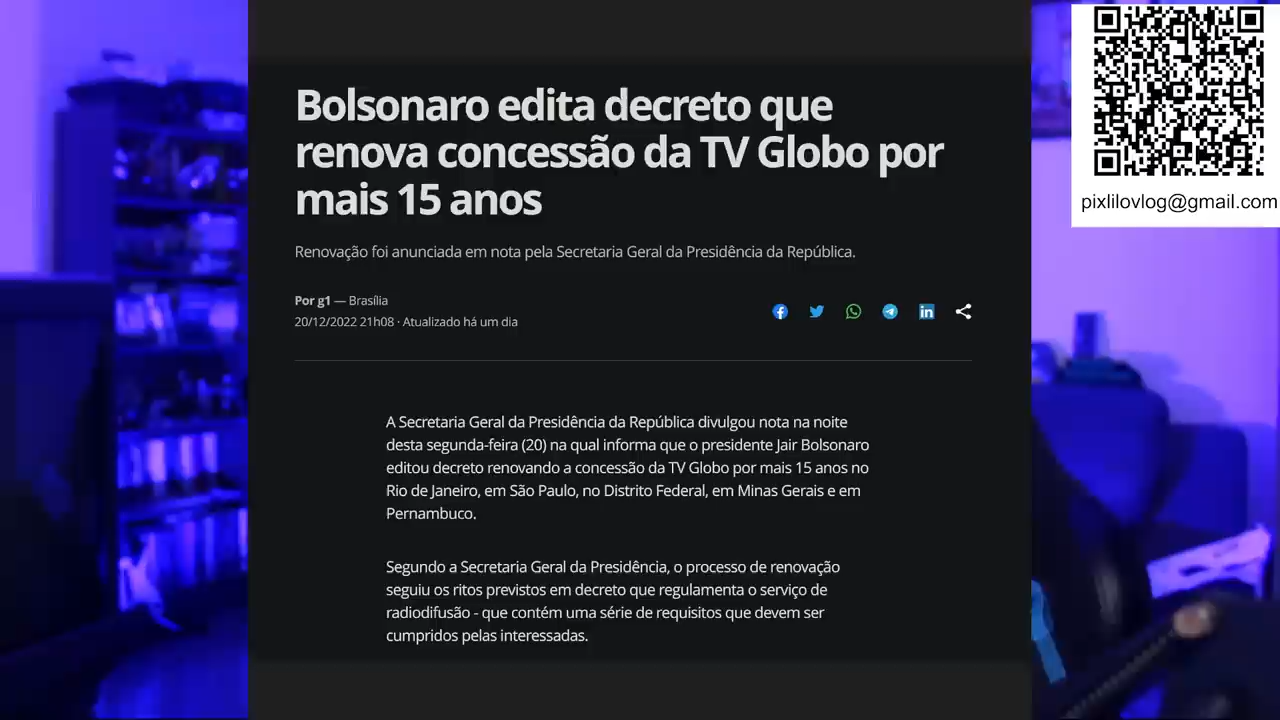 Bolsonaro edita decreto que
renova concessão da TV Globo por
mais 15 anos
Renovação foi anunciada em nota pela Secretaria Geral da Presidência da República.
Por g1 — Brasília
20/12/2022 21h08 · Atualizado há um dia
A Secretaria Geral da Presidência da República divulgou nota na noite
desta segunda-feira (20) na qual informa que o presidente Jair Bolsonaro
editou decreto renovando a concessão da TV Globo por mais 15 anos no
Rio de Janeiro, em São Paulo, no Distrito Federal, em Minas Gerais e em
Pernambuco.
Segundo a Secretaria Geral da Presidência, o processo de renovação
seguiu os ritos previstos em decreto que regulamenta o serviço de
radiodifusão - que contém uma série de requisitos que devem ser
cumpridos pelas interessadas.
pixlilovlog@gmail.com